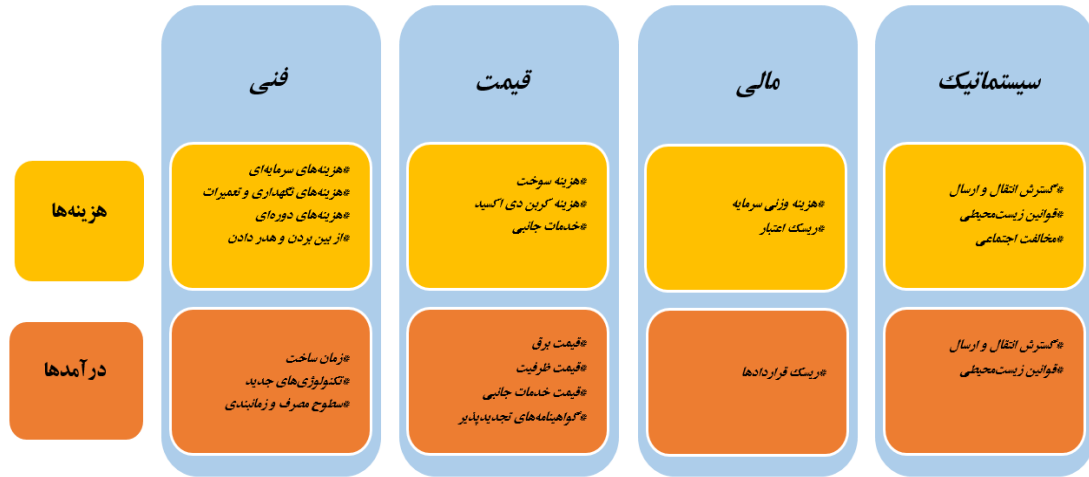 سیستماتیک
مالی
قیمت
فنی
هزینه‌ها
*گسترش انتقال و ارسال
*قوانین زیست‌محیطی
*مخالفت اجتماعی
*هزینه وزنی سرمایه
*ریسک اعتبار
*هزینه سوخت
*هزینه کربن دی اکسید
*خدمات جانبی
*هزینه‌های سرمایه‌ای
*هزینه‌های نگهداری و تعمیرات
*هزینه‌های دوره‌ای
*از بین بردن و هدر دادن
درآمدها
*گسترش انتقال و ارسال
*قوانین زیست‌محیطی
*ریسک قراردادها
*قیمت برق
*قیمت ظرفیت
*قیمت خدمات جانبی
*گواهینامه‌های تجدیدپذیر
*زمان ساخت
*تکنولوژی‌های جدید
*سطوح مصرف و زمانبندی